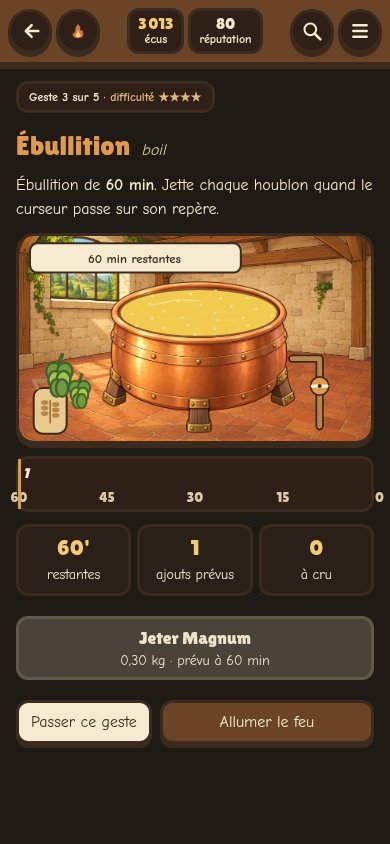 3 013
écus
80
réputation
Geste 3 sur 5 · difficulté ★★★★
Ébullition boil
Ébullition de 60 min. Jette chaque houblon quand le
curseur passe sur son repère.
60 min restantes
1
60 45 30 15 0
60'
restantes
1
ajouts prévus
0
à cru
Jeter Magnum
0,30 kg · prévu à 60 min
Passer ce geste
Allumer le feu